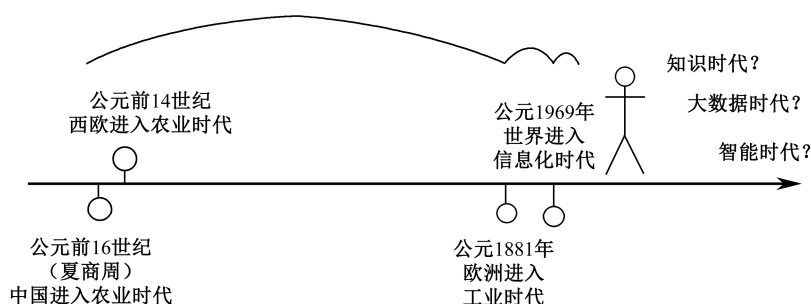 公元前14世纪
西欧进入农业时代
公元前16世纪
（夏商周）
中国进入农业时代
公元1969年
世界进入
信息化时代
公元1881年
欧洲进入
工业时代
知识时代？
大数据时代？
智能时代？